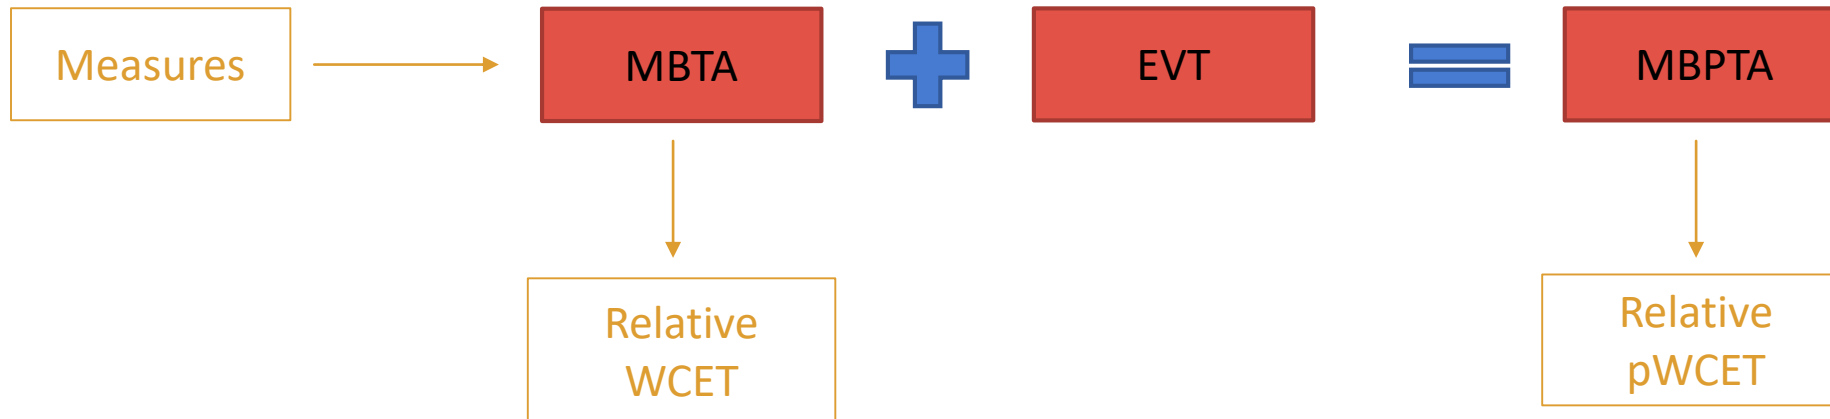 Measures
MBTA
EVT
MBPTA
Relative
WCET
Relative
pWCET